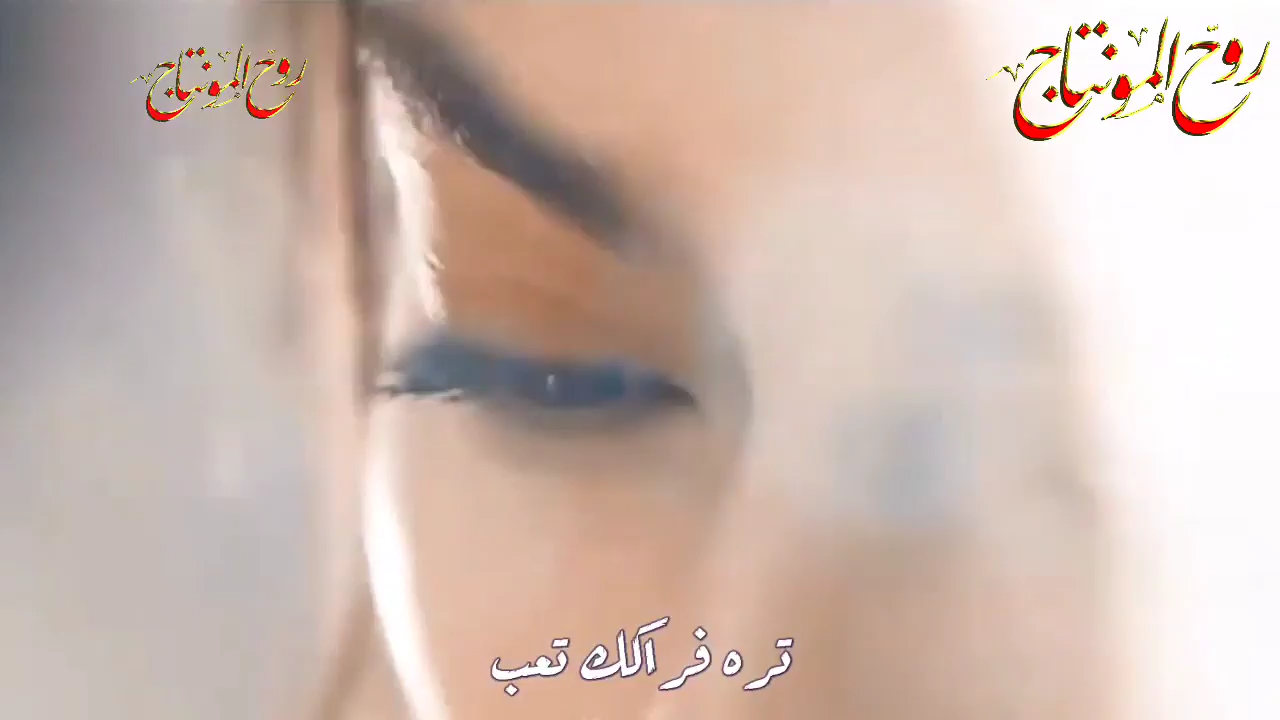 روح المونتاج
روح المونتاج
تره فراكك تعب